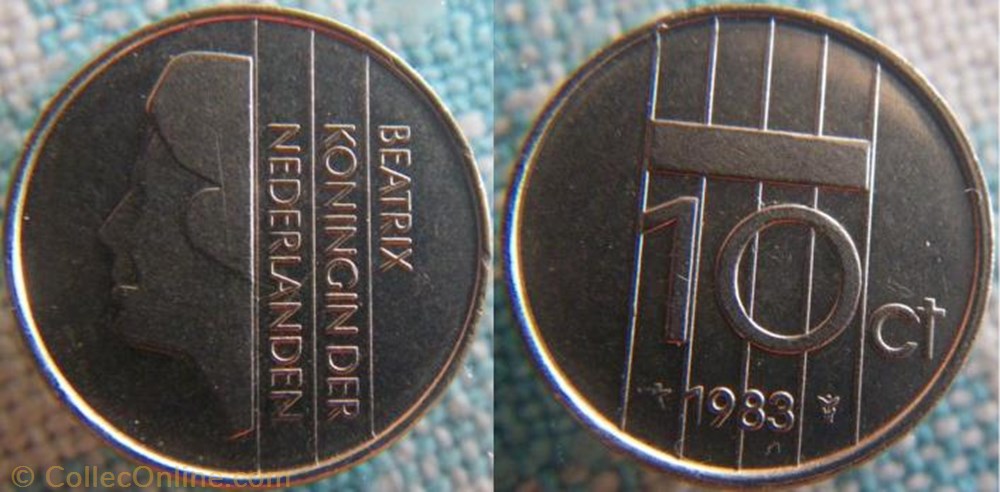 BEATRIX
KONINGIN DER
NEDERLANDEN
10 ct
1983
© CollecOnline.com